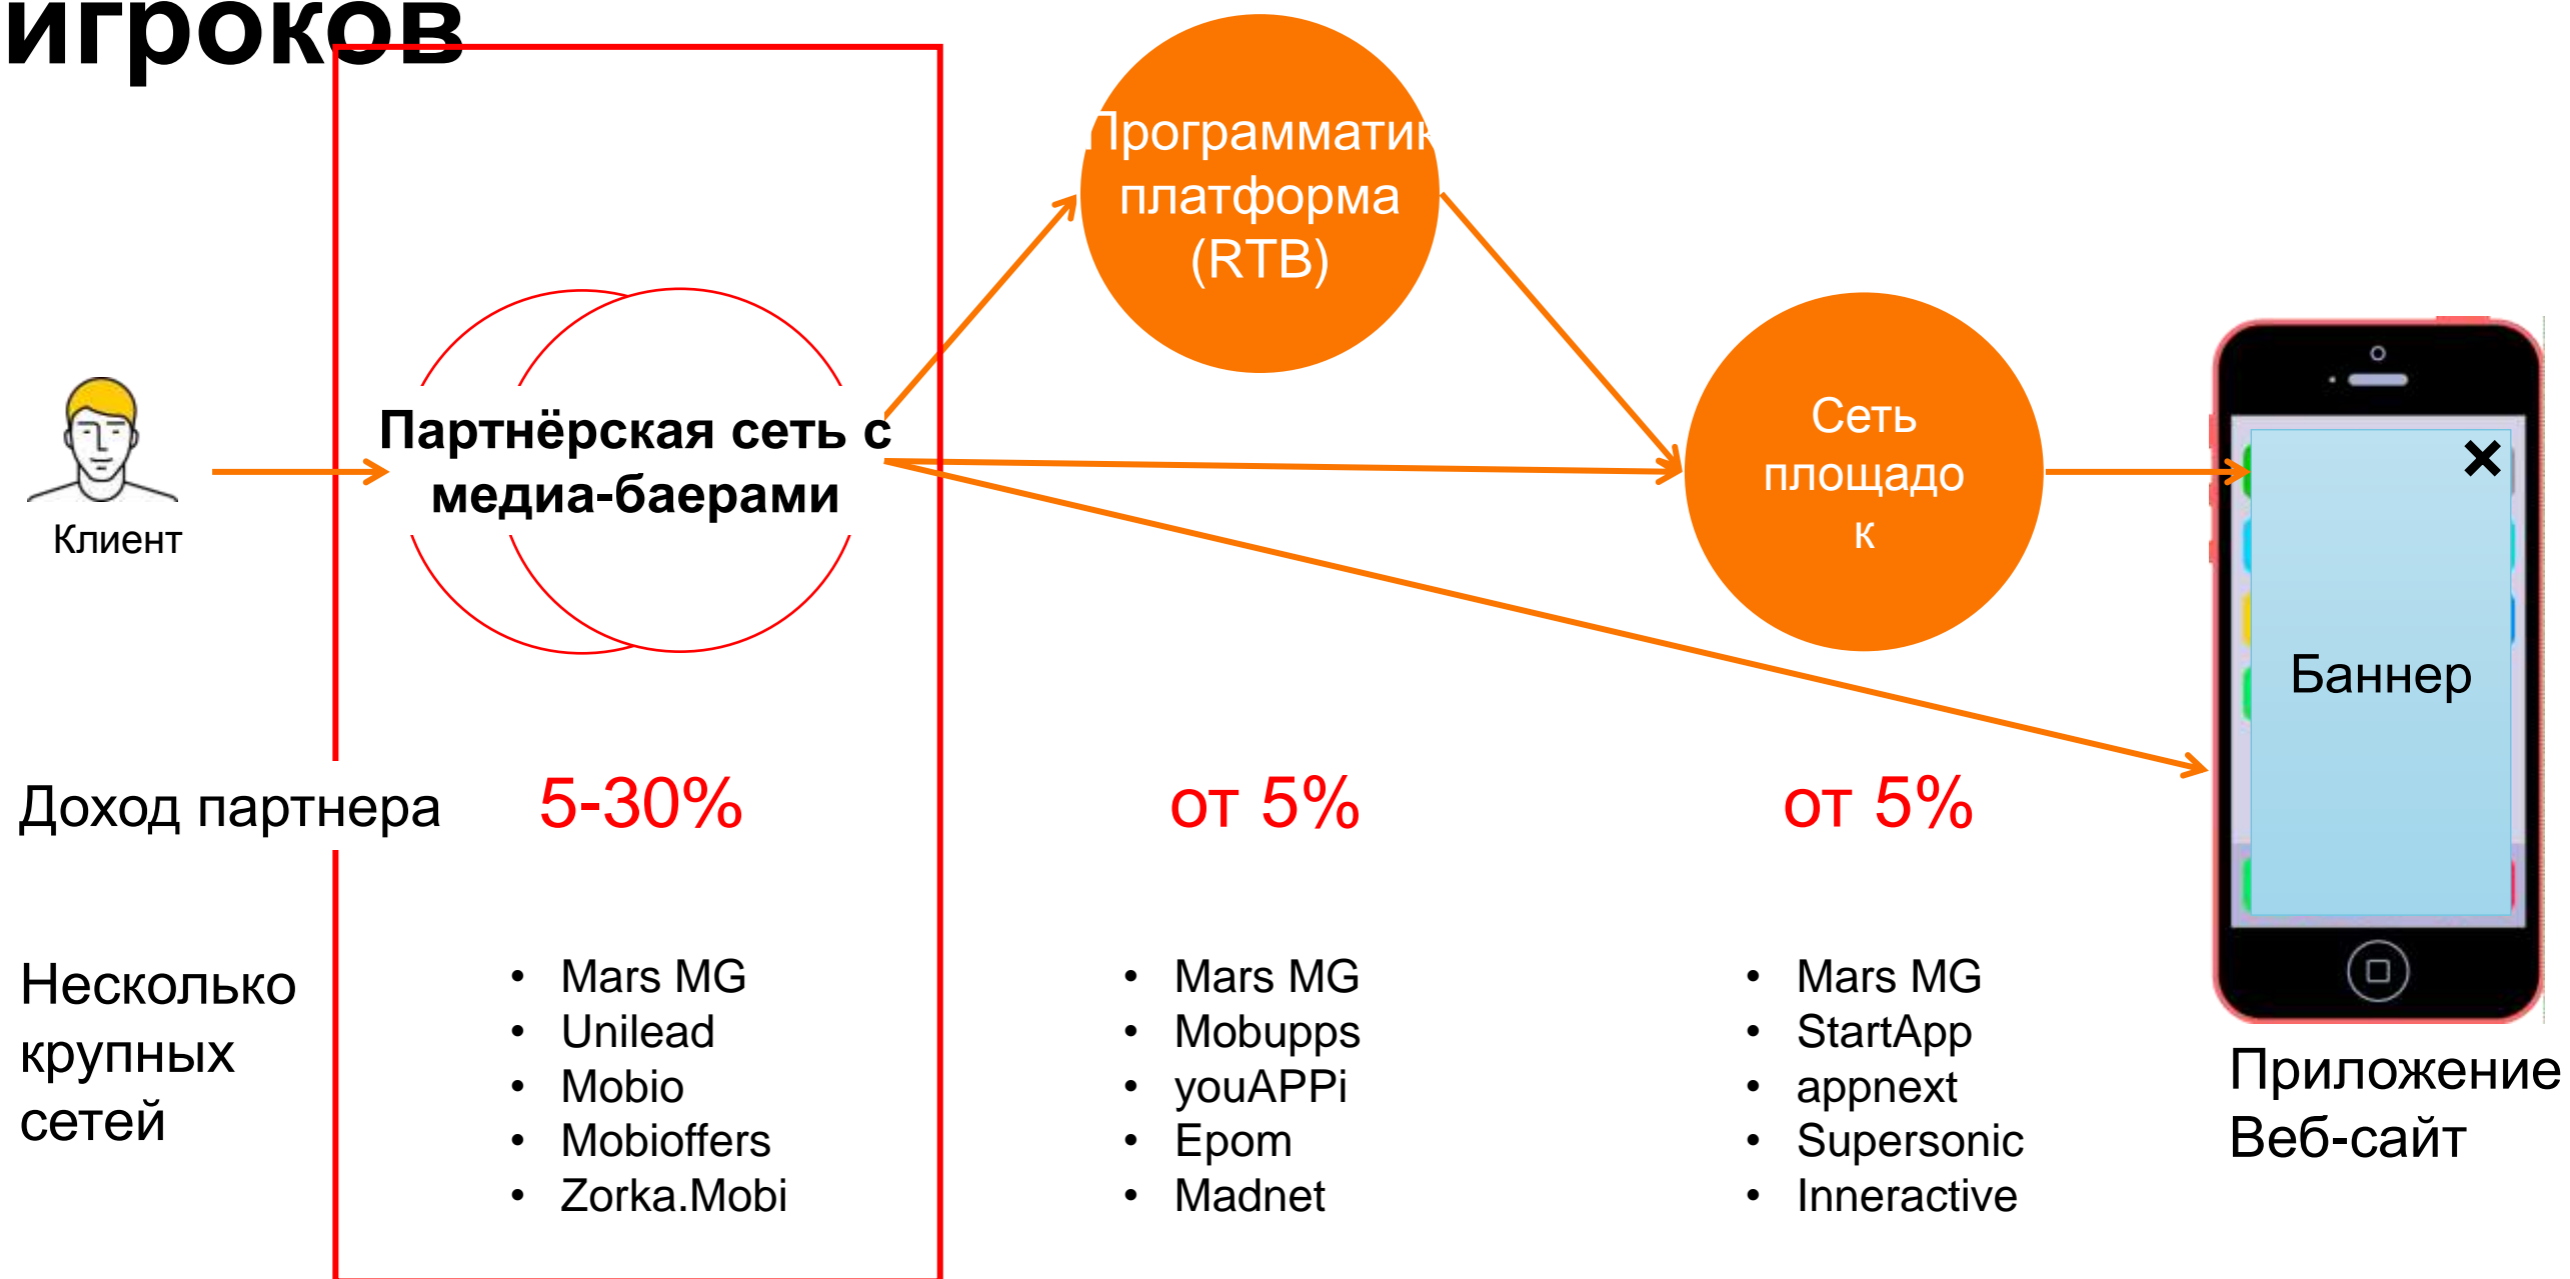 игроков
Программатик
платформа
(RTB)
Партнёрская сеть с
медиа-баерами
Клиент
Сеть
площадо
к
Баннер
Доход партнера
5-30%
от 5%
от 5%
Несколько
крупных
сетей
• Mars MG
• Unilead
• Mobio
• Mobioffers
• Zorka.Mobi
• Mars MG
• Mobupps
• youAPPi
• Epom
• Madnet
• Mars MG
• StartApp
• appnext
• Supersonic
• Inneractive
Приложение
Веб-сайт